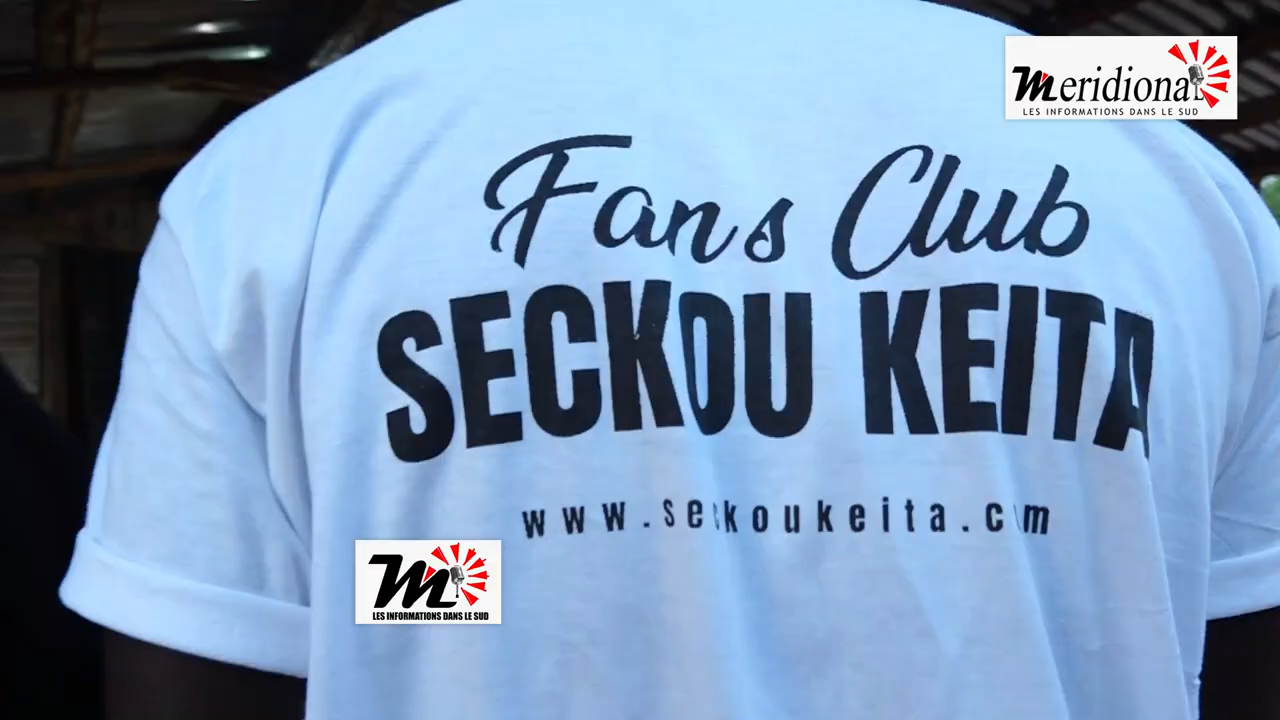 Meridional
LES INFORMATIONS DANS LE SUD
Fans Club
SECKOU KEITA
www.seckoukeita.com
M
LES INFORMATIONS DANS LE SUD